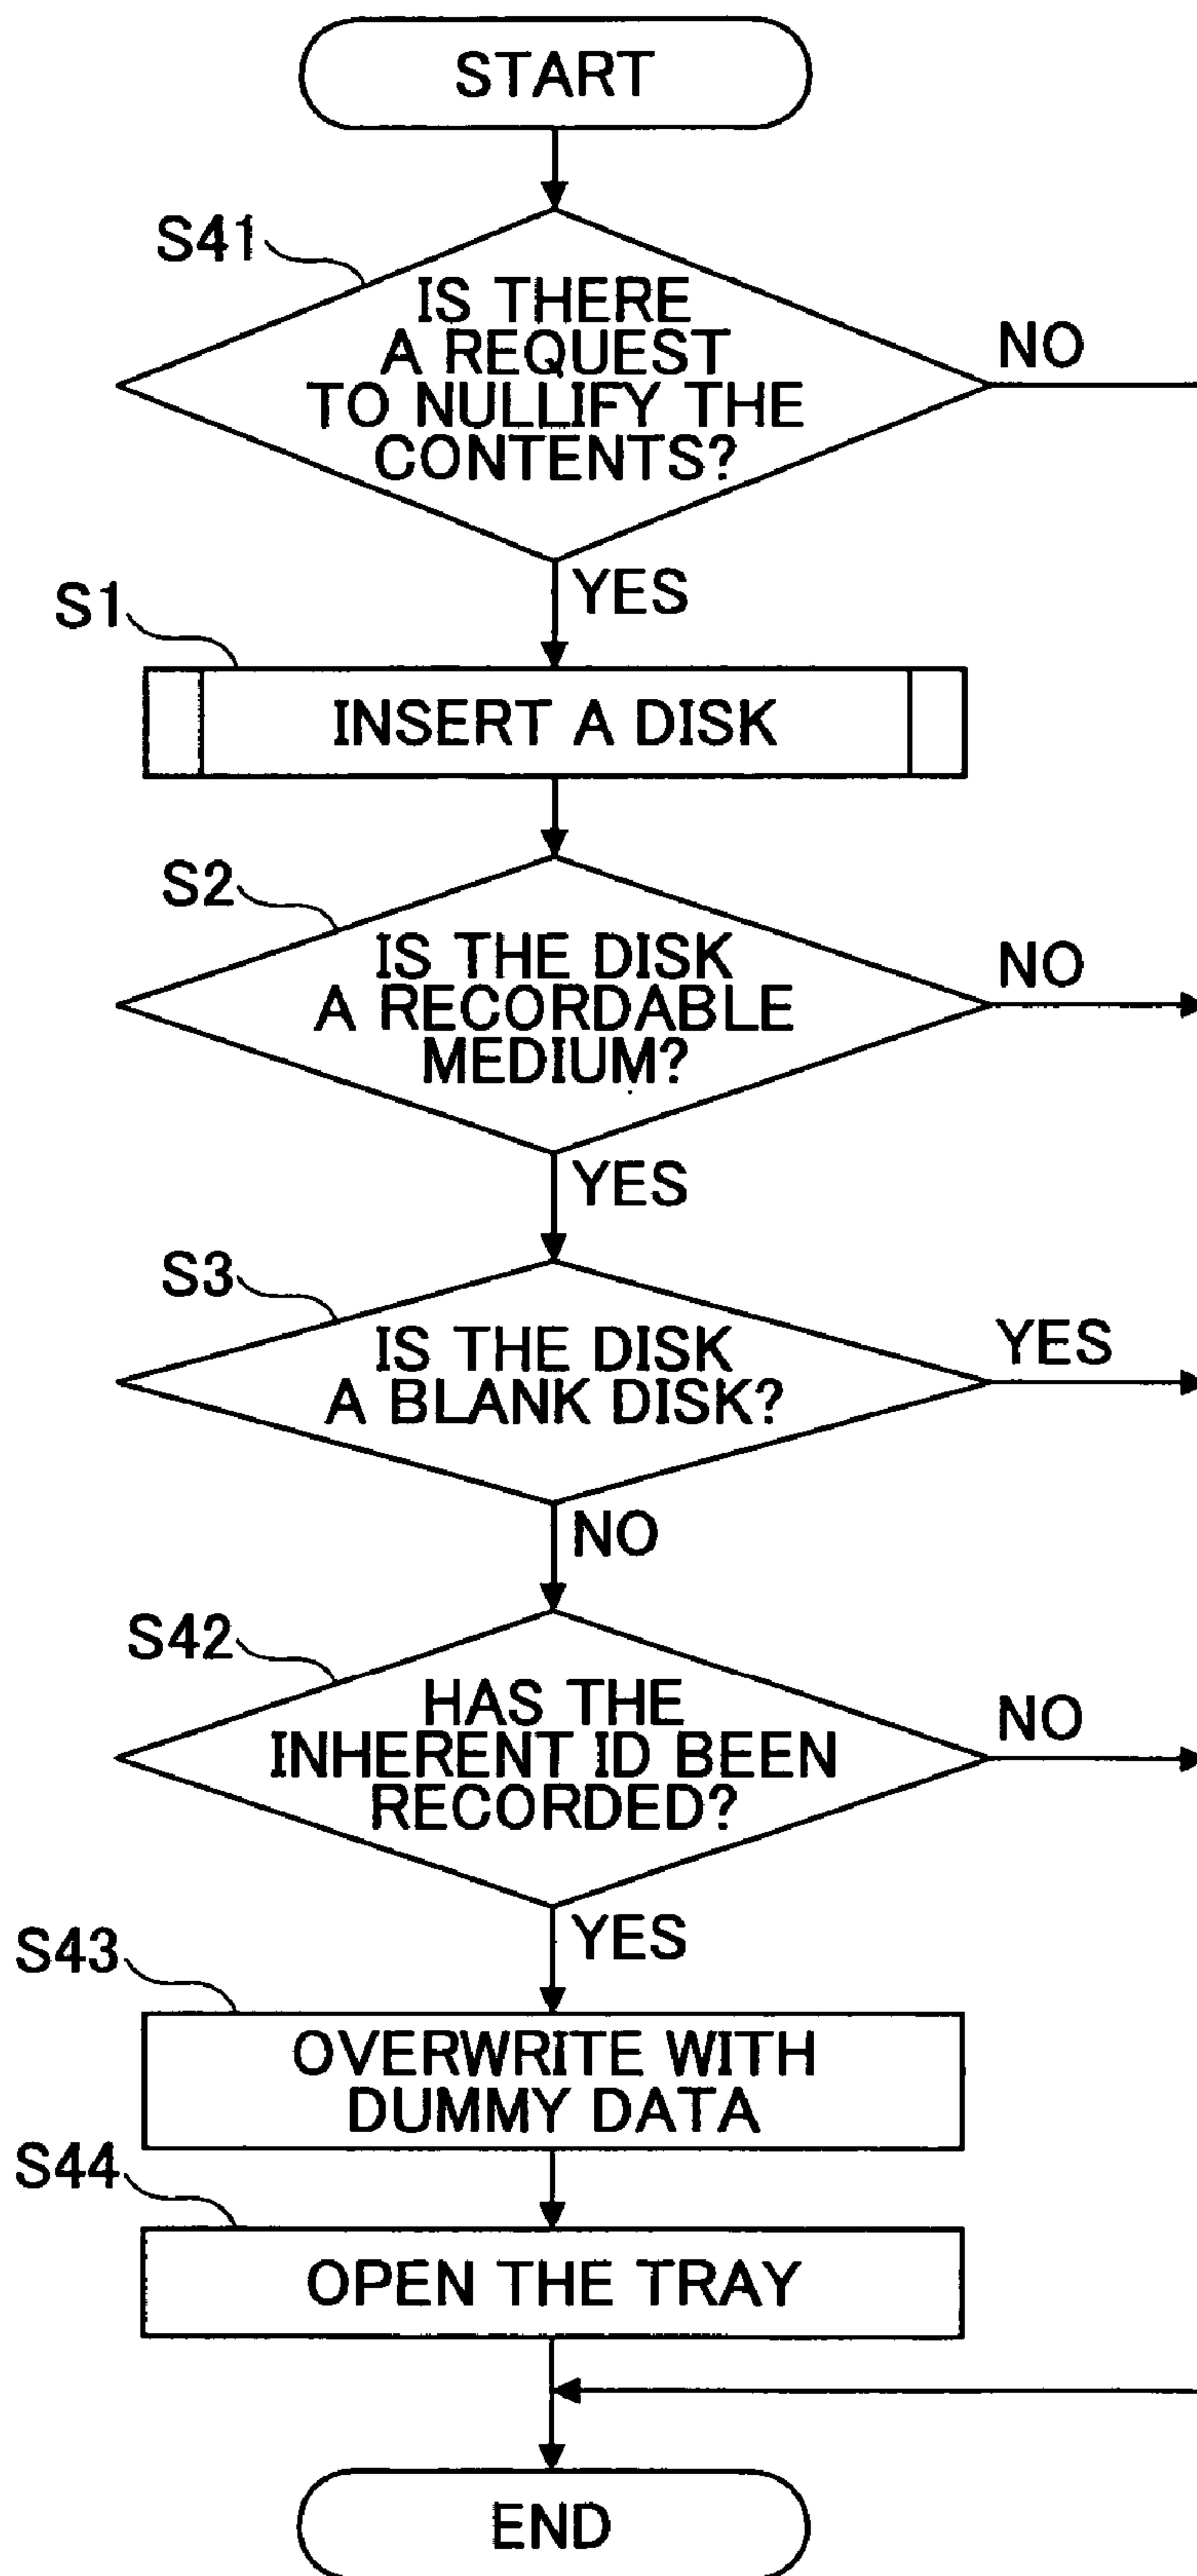 START
S41
IS THERE
A REQUEST
TO NULLIFY THE
CONTENTS?
NO
YES
S1
INSERT A DISK
S2
IS THE DISK
A RECORDABLE
MEDIUM?
NO
YES
S3
IS THE DISK
A BLANK DISK?
YES
NO
S42
HAS THE
INHERENT ID BEEN
RECORDED?
NO
YES
S43
OVERWRITE WITH
DUMMY DATA
S44
OPEN THE TRAY
END